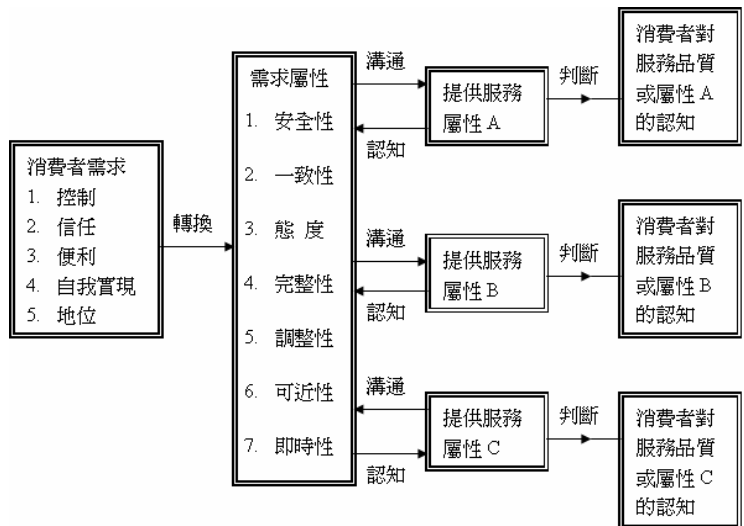 消費者需求
1. 控制
2. 信任
3. 便利
4. 自我實現
5. 地位
轉換
需求屬性
1. 安全性
2. 一致性
3. 態 度
4. 完整性
5. 調整性
6. 可近性
7. 即時性
溝通
認知
提供服務
屬性 A
判斷
消費者對
服務品質
或屬性 A
的認知
溝通
認知
提供服務
屬性 B
判斷
消費者對
服務品質
或屬性 B
的認知
溝通
認知
提供服務
屬性 C
判斷
消費者對
服務品質
或屬性 C
的認知